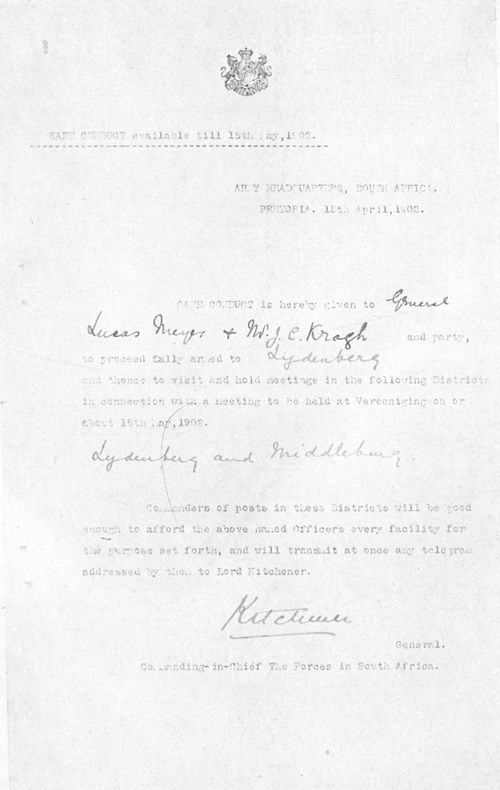 SAFE CONDUCT available till 15th May, 1902.
ARMY HEADQUARTERS, SOUTH AFRICA.
PRETORIA. 18th April, 1902.
SAFE CONDUCT is hereby given to General
Lucas Meyer & Mr. J. C. Kragh and party,
to proceed fully armed to Lydenberg
and thence to visit and hold meetings in the following Districts
in connection with a meeting to be held at Vereeniging on or
about 15th May, 1902.
Lydenberg and Middleburg.
Commanders of posts in these Districts will be good
enough to afford the above named Officers every facility for
the purpose set forth, and will transmit at once any telegram
addressed by them to Lord Kitchener.
Kitchener
General.
Commanding-in-Chief The Forces in South Africa.